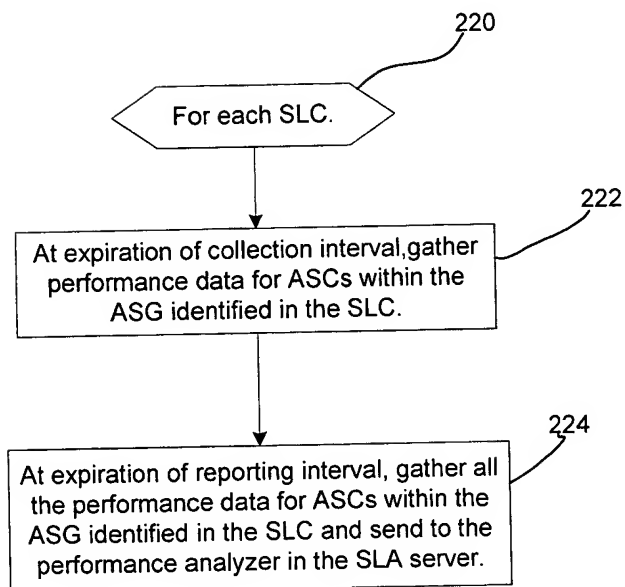 220
For each SLC.
222
At expiration of collection interval,gather
performance data for ASCs within the
ASG identified in the SLC.
224
At expiration of reporting interval, gather all
the performance data for ASCs within the
ASG identified in the SLC and send to the
performance analyzer in the SLA server.